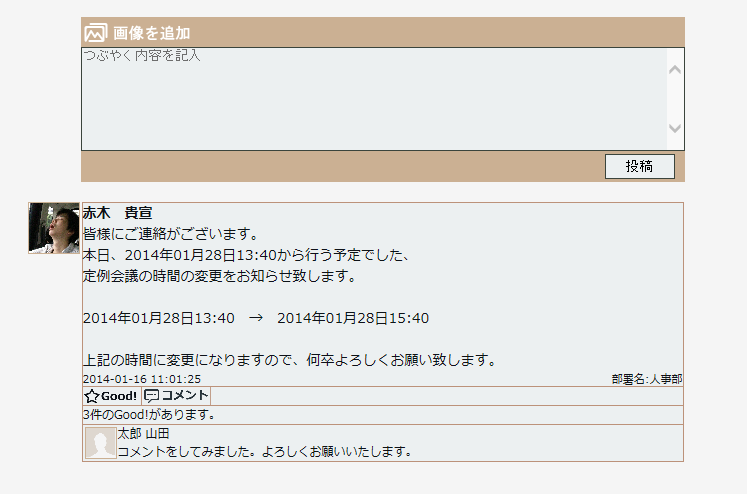 画像を追加
つぶやく内容を記入
投稿
赤木　貴宣
皆様にご連絡がございます。
本日、2014年01月28日13:40から行う予定でした、
定例会議の時間の変更をお知らせ致します。
2014年01月28日13:40　→　2014年01月28日15:40
上記の時間に変更になりますので、何卒よろしくお願い致します。
2014-01-16 11:01:25 部署名:人事部
Good! コメント
3件のGood!があります。
太郎 山田
コメントをしてみました。よろしくお願いいたします。